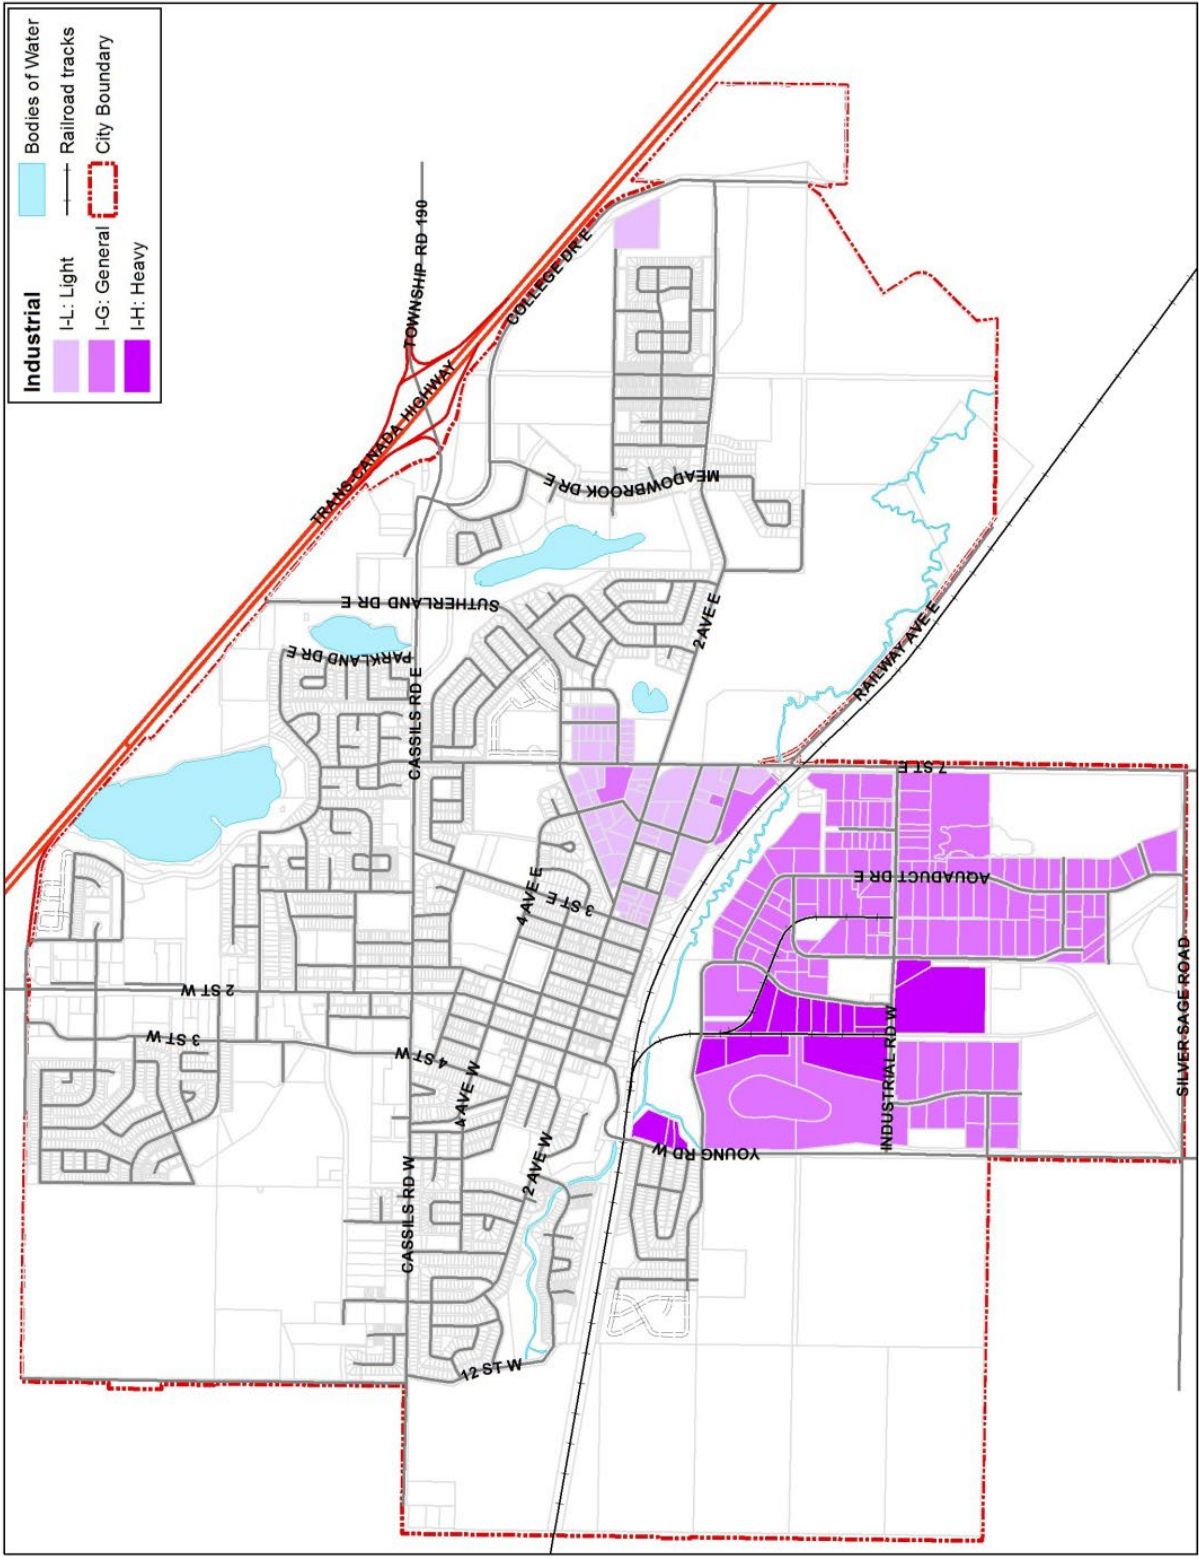 Industrial
I-L: Light
I-G: General
I-H: Heavy
Bodies of Water
Railroad tracks
City Boundary
TOWNSHIP RD 190
COLLEGE DR E
TRANS-CANADA HIGHWAY
MEADOWBROOK DR E
SUTHERLAND DR E
PARKLAND DR E
CASSILS RD E
2 AVE E
RAILWAY AVE E
7 ST E
AQUADUCT DR E
4 AVE E
3 ST E
2 ST W
3 ST W
4 ST W
4 AVE W
2 AVE W
CASSILS RD W
INDUSTRIAL RD W
SILVER SAGE ROAD
YOUNG RD W
12 ST W